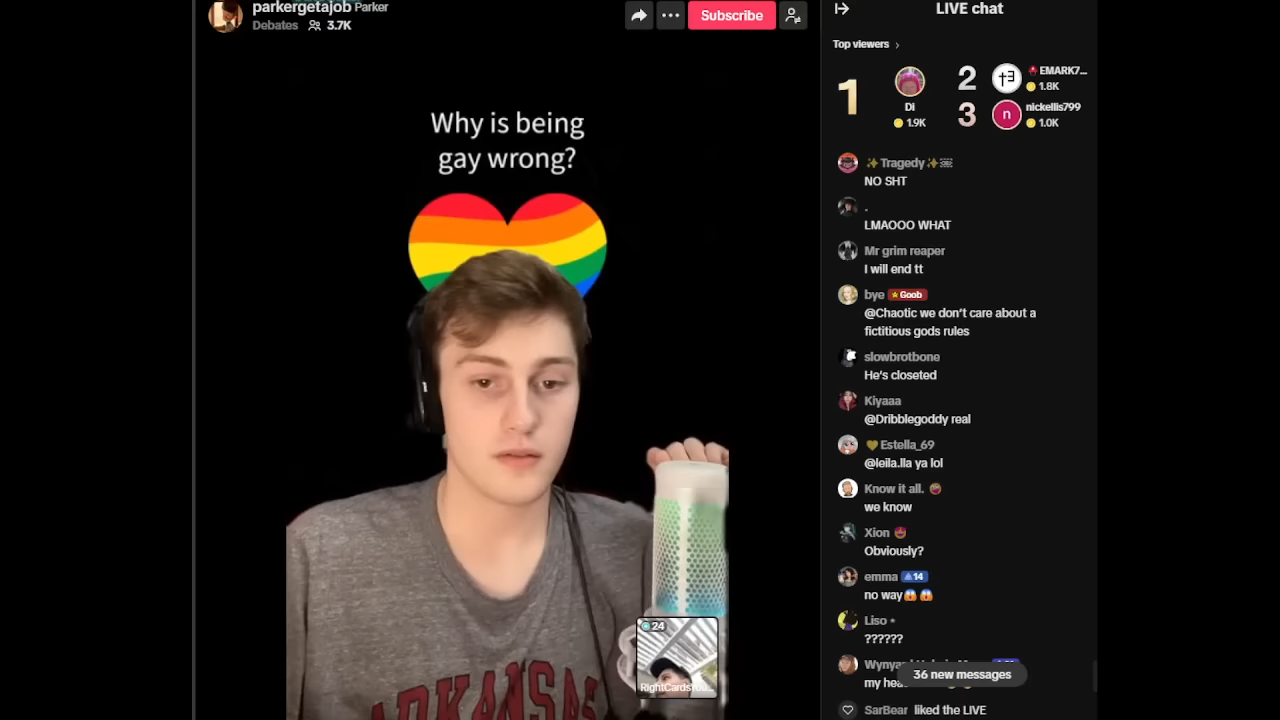 parkergetajob Parker
Debates 3.7K
Subscribe
Why is being
gay wrong?
ARKANSAS
24
LIVE chat
Top viewers
1
Di
1.9K
2
EMARK7...
1.8K
3
nickellis799
1.0K
Tragedy
NO SHT
.
LMAOOO WHAT
Mr grim reaper
I will end tt
bye Goob
@Chaotic we don't care about a
fictitious gods rules
slowbrotbone
He's closeted
Kiyaaa
@Dribblegoddy real
Estella_69
@leila.lla ya lol
Know it all.
we know
Xion
Obviously?
emma 14
no way😱😱
Liso
??????
36 new messages
SarBear liked the LIVE